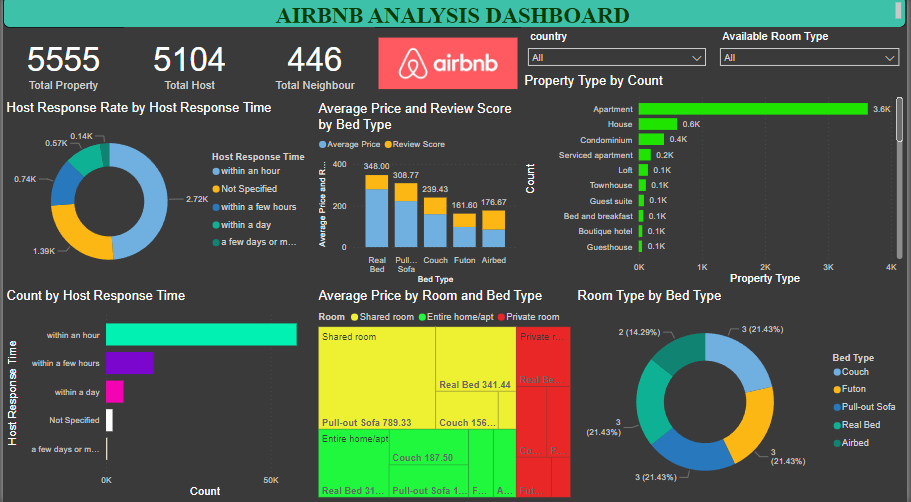 AIRBNB ANALYSIS DASHBOARD
5555
Total Property
5104
Total Host
446
Total Neighbour
airbnb
country
All
Available Room Type
All
Host Response Rate by Host Response Time
0.14K
0.57K
0.74K
1.39K
2.72K
Host Response Time
within an hour
Not Specified
within a few hours
within a day
a few days or m...
Average Price and Review Score
by Bed Type
Average Price Review Score
Average Price and R...
400
200
0
348.00
308.77
239.43
161.60
176.67
Real
Bed
Pull...
Sofa
Couch
Futon
Airbed
Bed Type
Property Type by Count
Count
Apartment 3.6K
House 0.6K
Condominium 0.4K
Serviced apartment 0.2K
Loft 0.1K
Townhouse 0.1K
Guest suite 0.1K
Bed and breakfast 0.1K
Boutique hotel 0.1K
Guesthouse 0.1K
0K 1K 2K 3K 4K
Property Type
Count by Host Response Time
Host Response Time
within an hour
within a few hours
within a day
Not Specified
a few days or m...
0K 50K
Count
Average Price by Room and Bed Type
Room Shared room Entire home/apt Private room
Shared room
Pull-out Sofa 789.33
Real Bed 341.44
Couch 156...
Entire home/apt
Real Bed 31...
Couch 187.50
Pull-out Sofa 1...
F...
A...
Private r...
Real Be...
Co...
P...
Fut...
Room Type by Bed Type
2 (14.29%)
3 (21.43%)
3
(21.43%)
3 (21.43%)
3
(21.43%)
Bed Type
Couch
Futon
Pull-out Sofa
Real Bed
Airbed